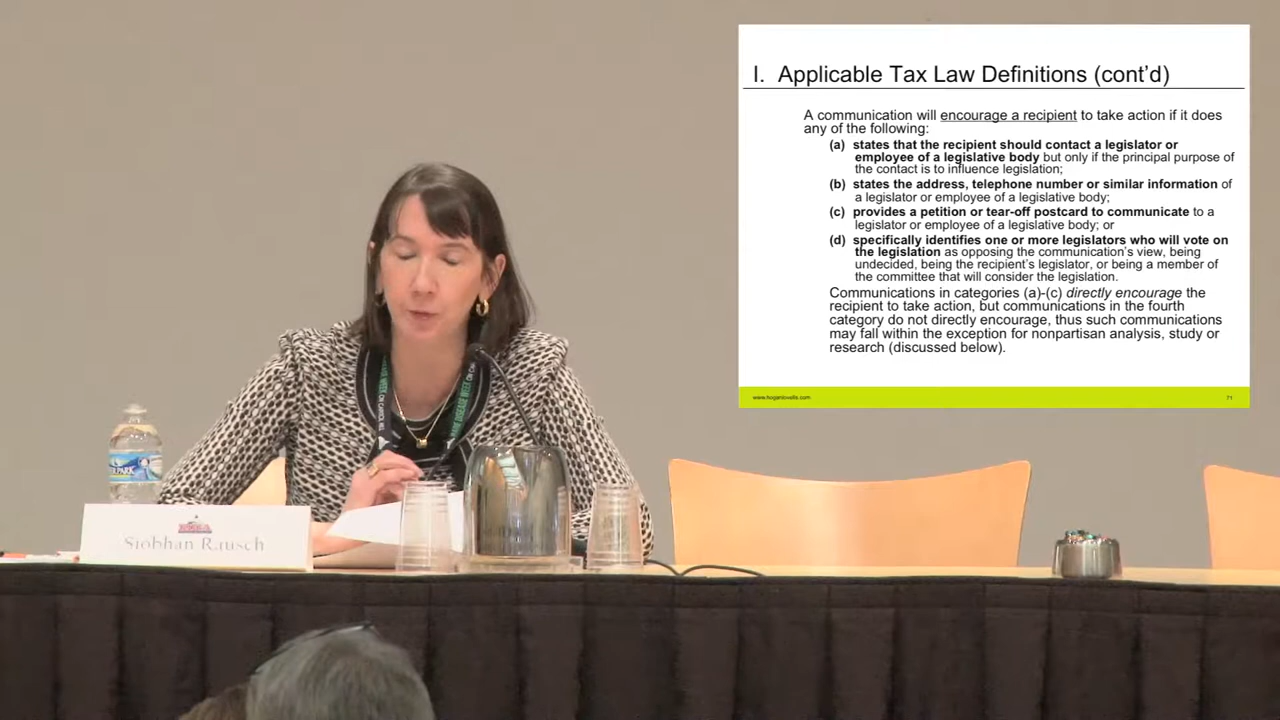 I. Applicable Tax Law Definitions (cont'd)
A communication will encourage a recipient to take action if it does
any of the following:
(a) states that the recipient should contact a legislator or
employee of a legislative body but only if the principal purpose of
the contact is to influence legislation;
(b) states the address, telephone number or similar information of
a legislator or employee of a legislative body;
(c) provides a petition or tear-off postcard to communicate to a
legislator or employee of a legislative body; or
(d) specifically identifies one or more legislators who will vote on
the legislation as opposing the communication's view, being
undecided, being the recipient's legislator, or being a member of
the committee that will consider the legislation.
Communications in categories (a)-(c) directly encourage the
recipient to take action, but communications in the fourth
category do not directly encourage, thus such communications
may fall within the exception for nonpartisan analysis, study or
research (discussed below).
www.hoganlovells.com
71
DISEASE WEEK
ON CAPITOL HILL
PARK
Siobhan Rausch